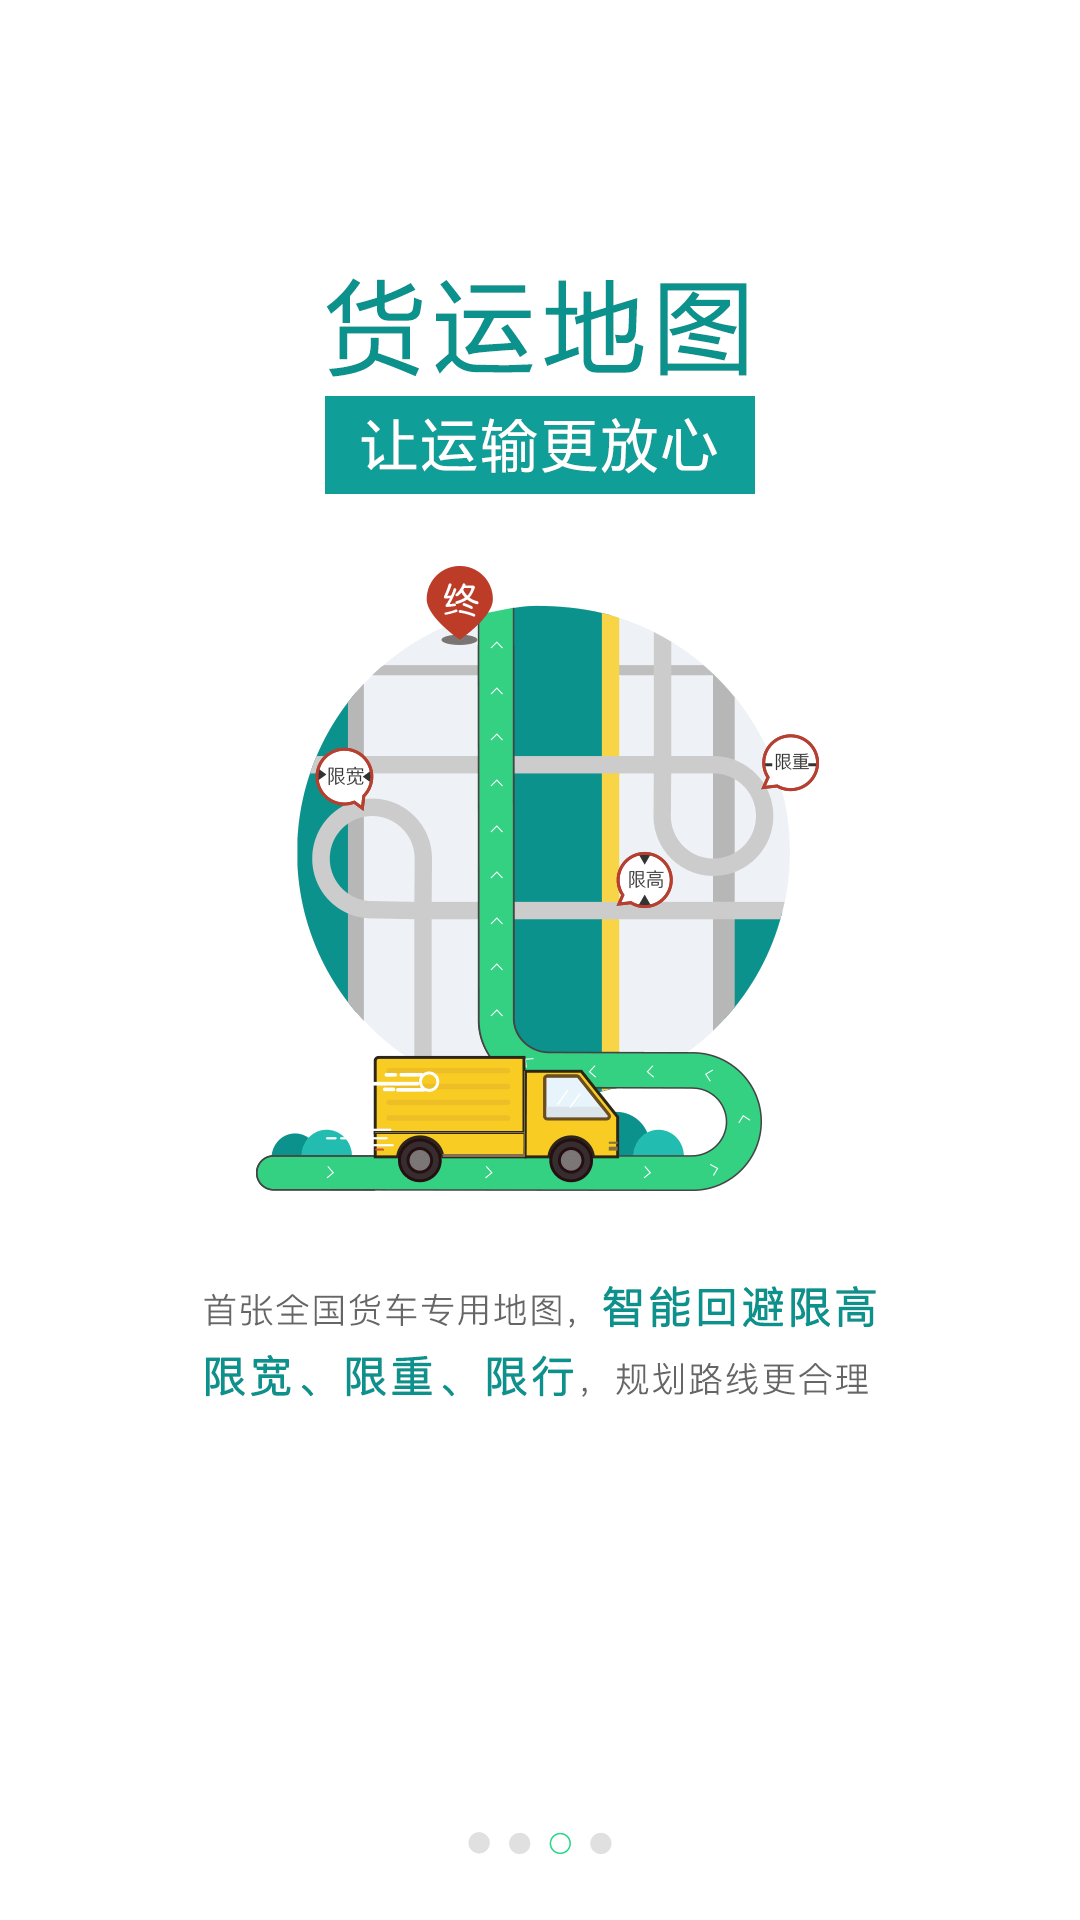 货运地图
让运输更放心
终
限重
限宽
限高
首张全国货车专用地图，智能回避限高
限宽、限重、限行，规划路线更合理